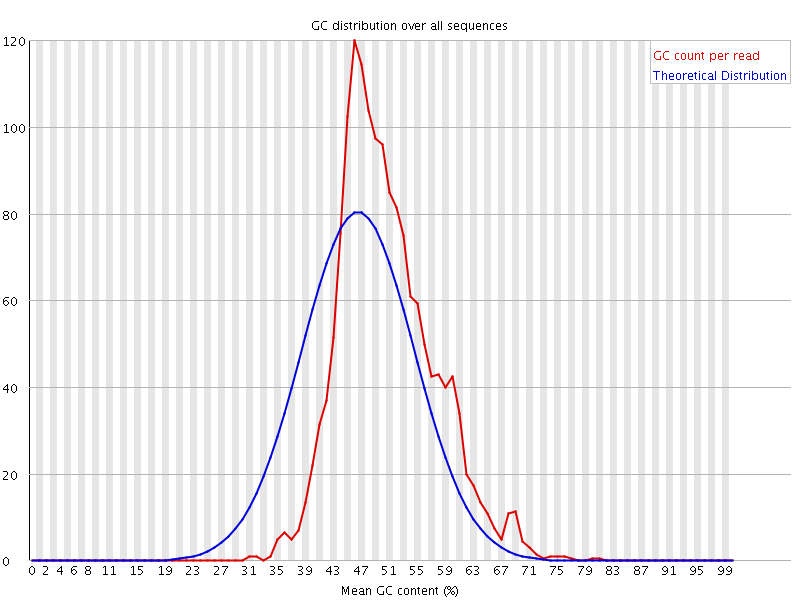 GC distribution over all sequences
GC count per read
Theoretical Distribution
120
100
80
60
40
20
0
0 2 4 6 8 11 15 19 23 27 31 35 39 43 47 51 55 59 63 67 71 75 79 83 87 91 95 99
Mean GC content (%)